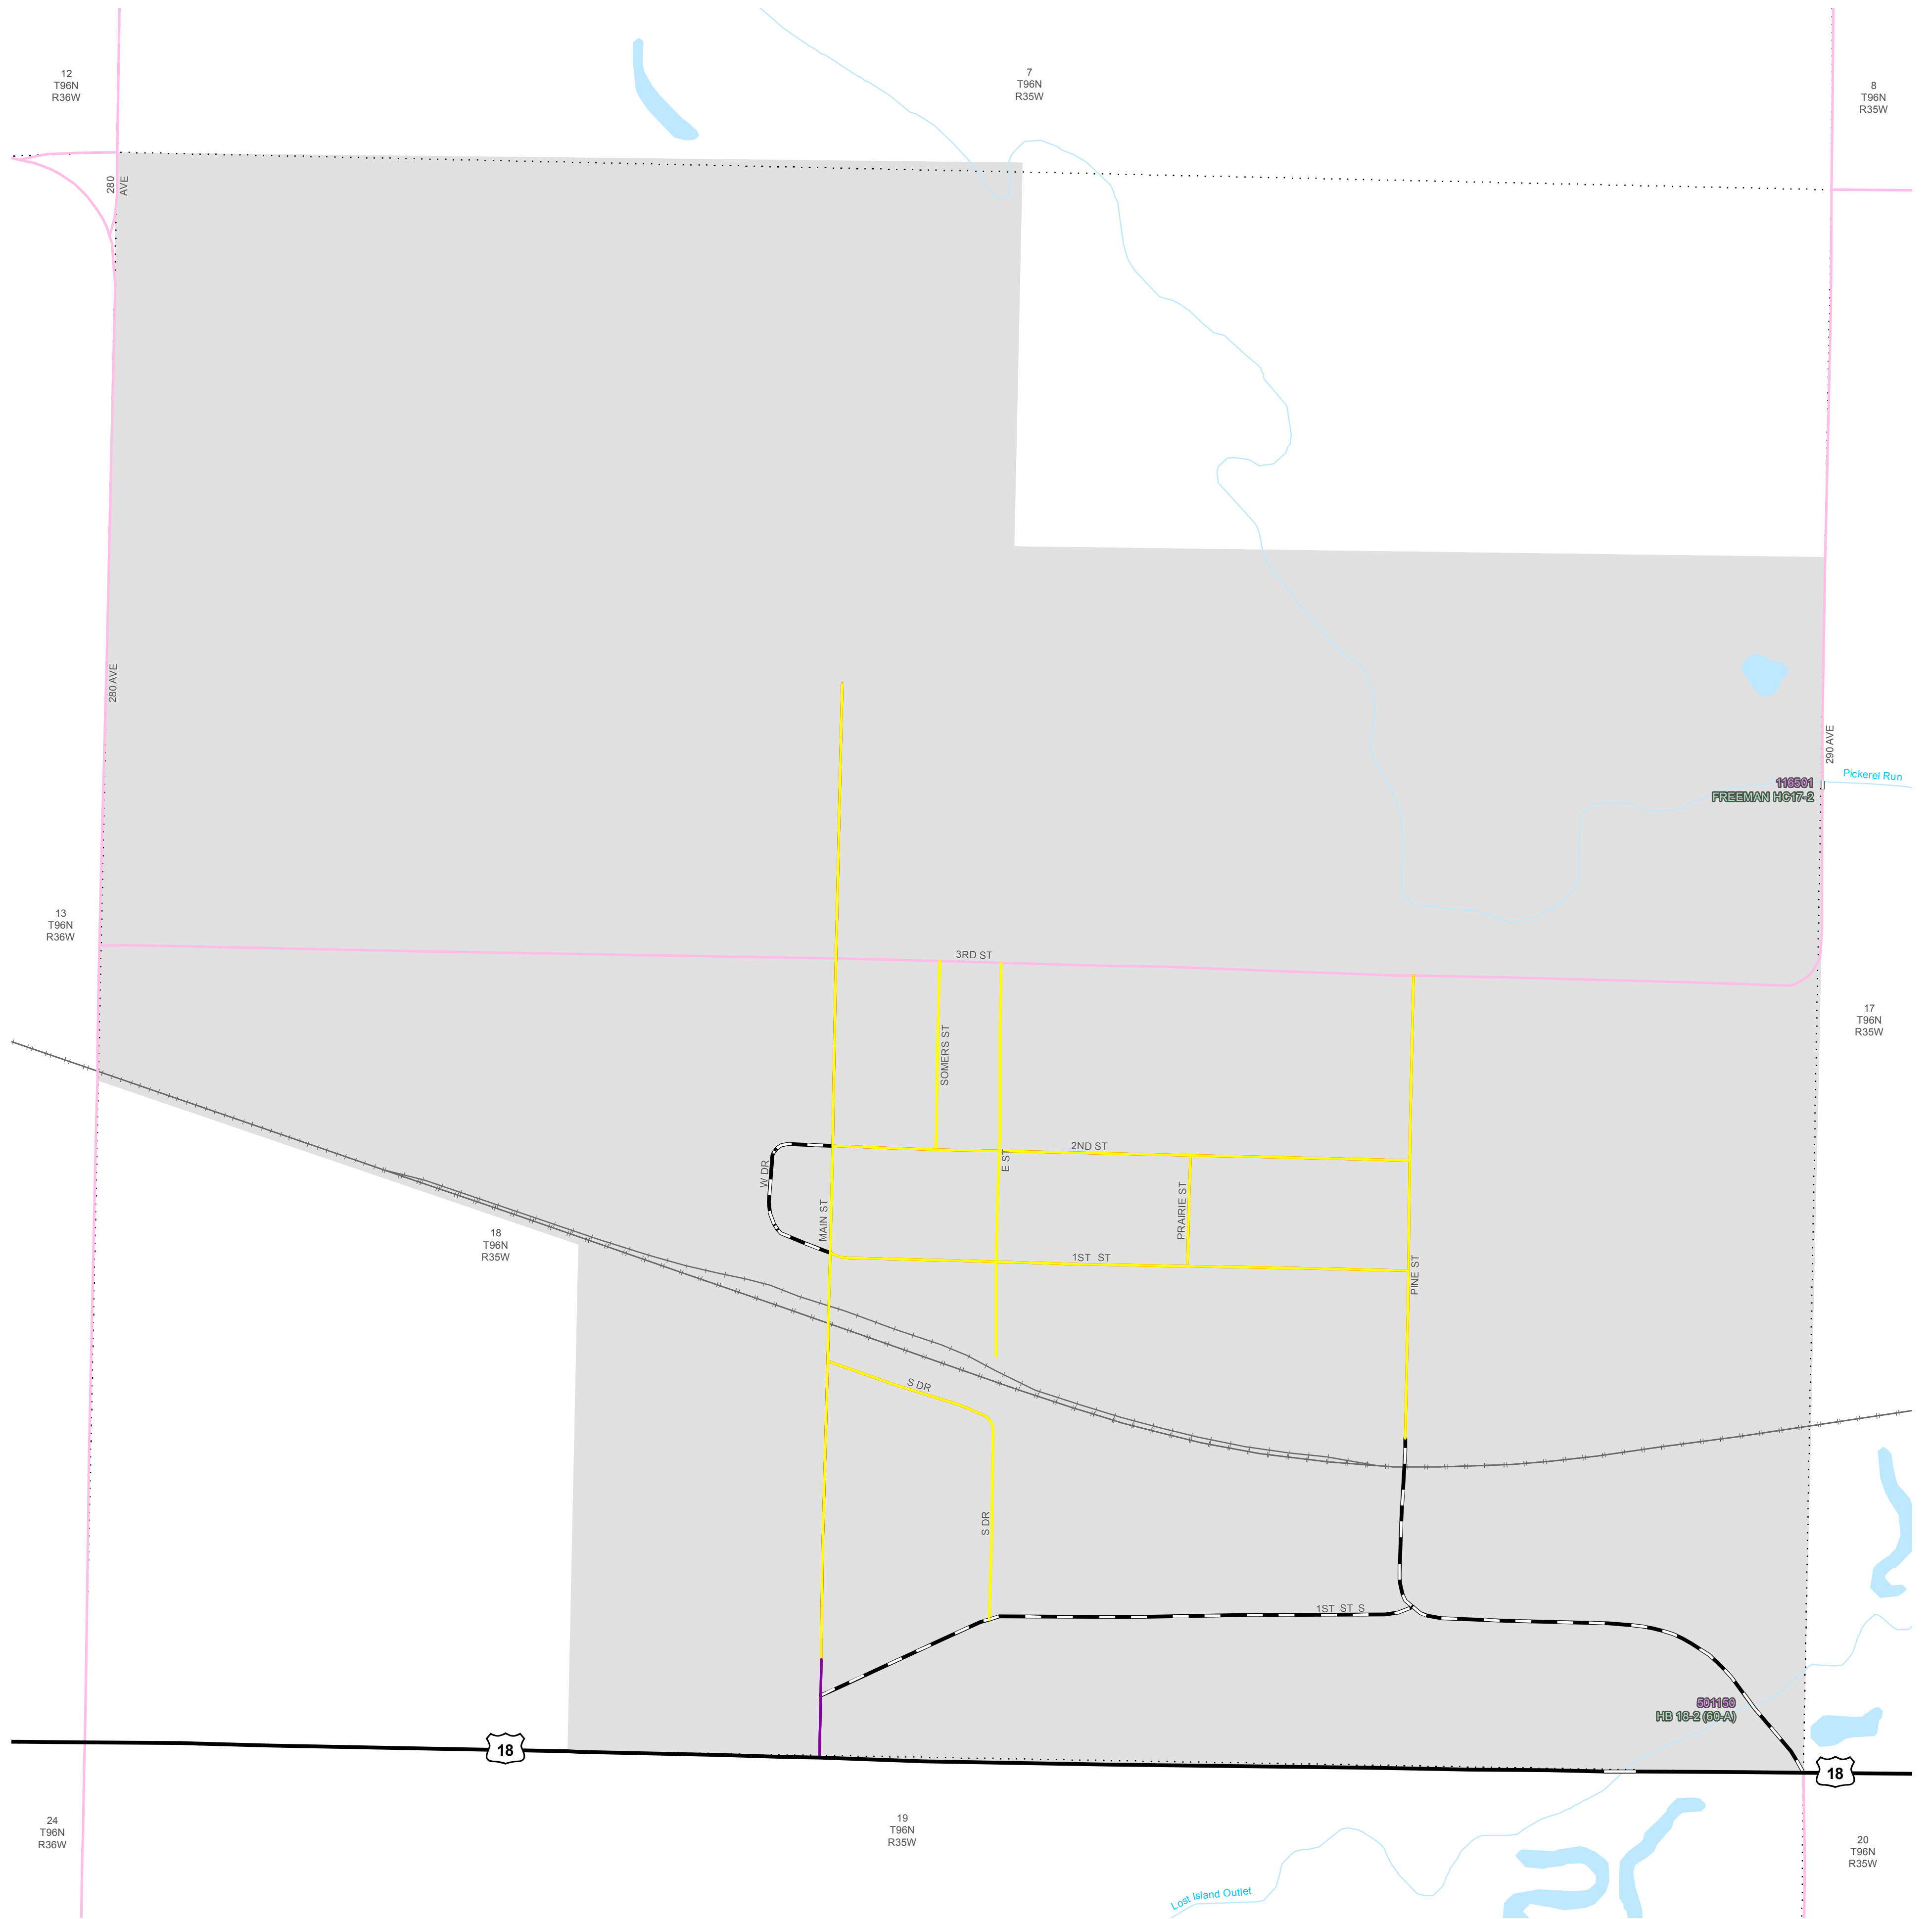 12
T96N
R36W
7
T96N
R35W
8
T96N
R35W
280
AVE
280 AVE
290 AVE
Pickerel Run
116501
FREEMAN HC17-2
13
T96N
R36W
3RD ST
17
T96N
R35W
SOMERS ST
2ND ST
E ST
W DR
PRAIRIE ST
MAIN ST
18
T96N
R35W
1ST ST
PINE ST
S DR
S DR
1ST ST S
501150
HB 18-2 (60-A)
18
18
24
T96N
R36W
19
T96N
R35W
20
T96N
R35W
Lost Island Outlet